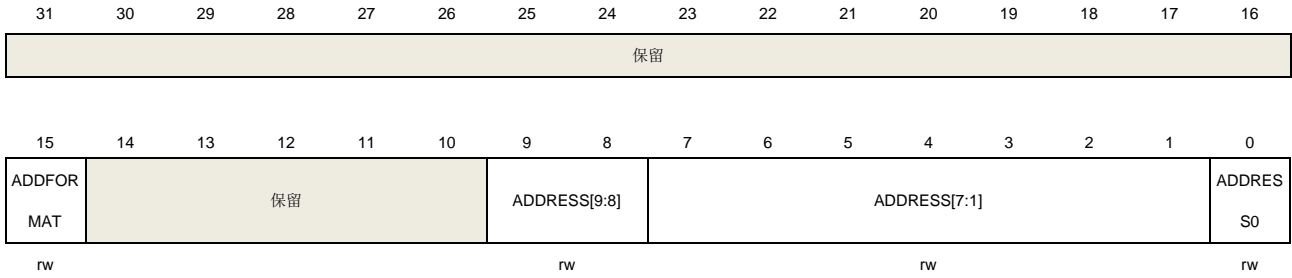 31 30 29 28 27 26 25 24 23 22 21 20 19 18 17 16
保留
15 14 13 12 11 10 9 8 7 6 5 4 3 2 1 0
ADDFOR
MAT
保留
ADDRESS[9:8]
ADDRESS[7:1]
ADDRES
S0
rw rw rw rw